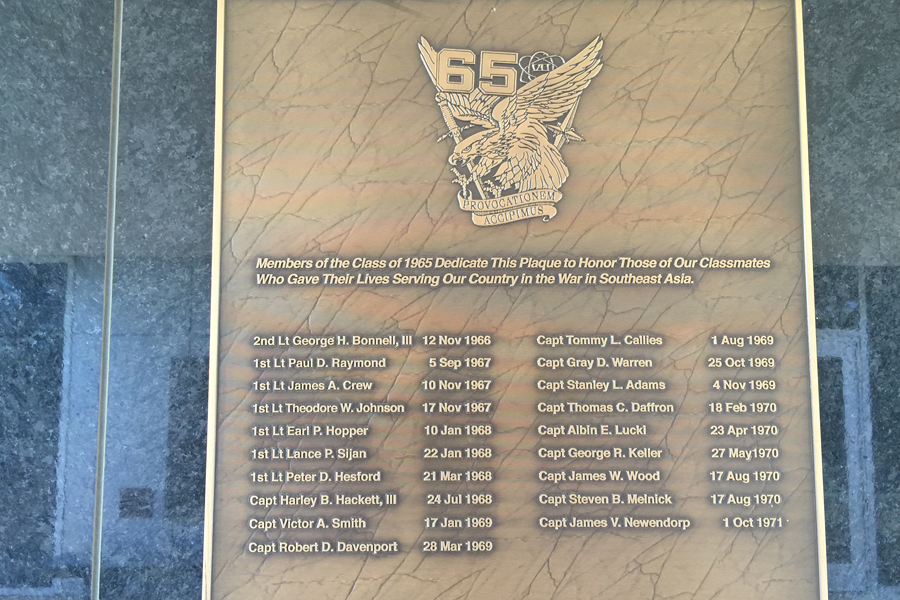 65
PROVOCATIONEM
ACCIPIMUS
Members of the Class of 1965 Dedicate This Plaque to Honor Those of Our Classmates
Who Gave Their Lives Serving Our Country in the War in Southeast Asia.
2nd Lt George H. Bonnell, III 12 Nov 1966
1st Lt Paul D. Raymond 5 Sep 1967
1st Lt James A. Crew 10 Nov 1967
1st Lt Theodore W. Johnson 17 Nov 1967
1st Lt Earl P. Hopper 10 Jan 1968
1st Lt Lance P. Sijan 22 Jan 1968
1st Lt Peter D. Hesford 21 Mar 1968
Capt Harley B. Hackett, III 24 Jul 1968
Capt Victor A. Smith 17 Jan 1969
Capt Robert D. Davenport 28 Mar 1969
Capt Tommy L. Callies 1 Aug 1969
Capt Gray D. Warren 25 Oct 1969
Capt Stanley L. Adams 4 Nov 1969
Capt Thomas C. Daffron 18 Feb 1970
Capt Albin E. Lucki 23 Apr 1970
Capt George R. Keller 27 May1970
Capt James W. Wood 17 Aug 1970
Capt Steven B. Melnick 17 Aug 1970
Capt James V. Newendorp 1 Oct 1971